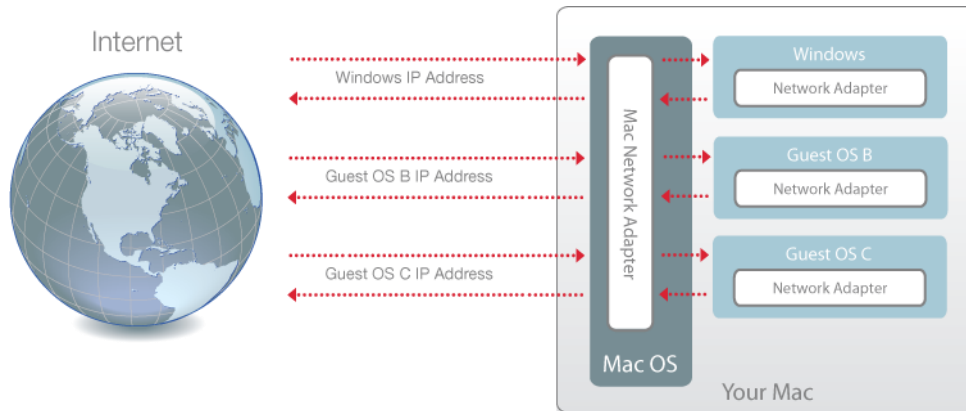 Internet
Windows IP Address
Guest OS B IP Address
Guest OS C IP Address
Mac Network Adapter
Mac OS
Windows
Network Adapter
Guest OS B
Network Adapter
Guest OS C
Network Adapter
Your Mac